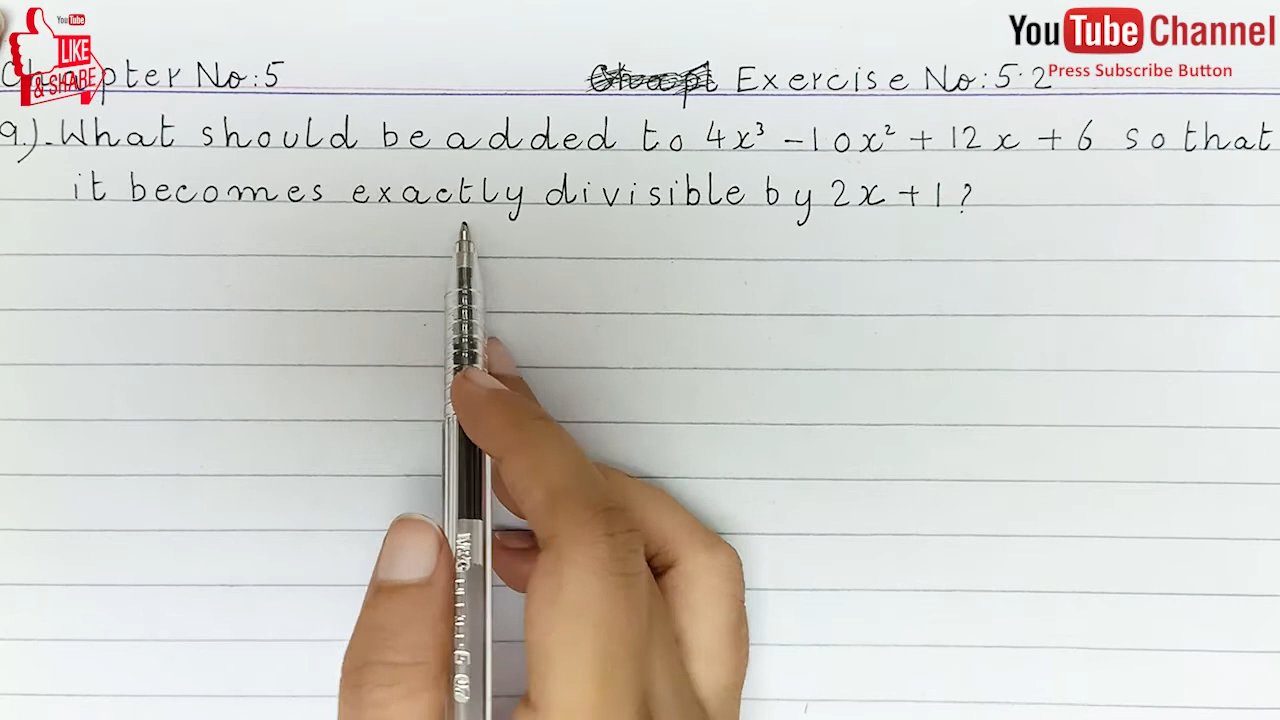 YouTube
LIKE
& SHARE
YouTube Channel
Press Subscribe Button
Chapter No:5 Exercise No:5.2
9.). What should be added to 4x³ -10x² + 12x + 6 so that
it becomes exactly divisible by 2x+1?